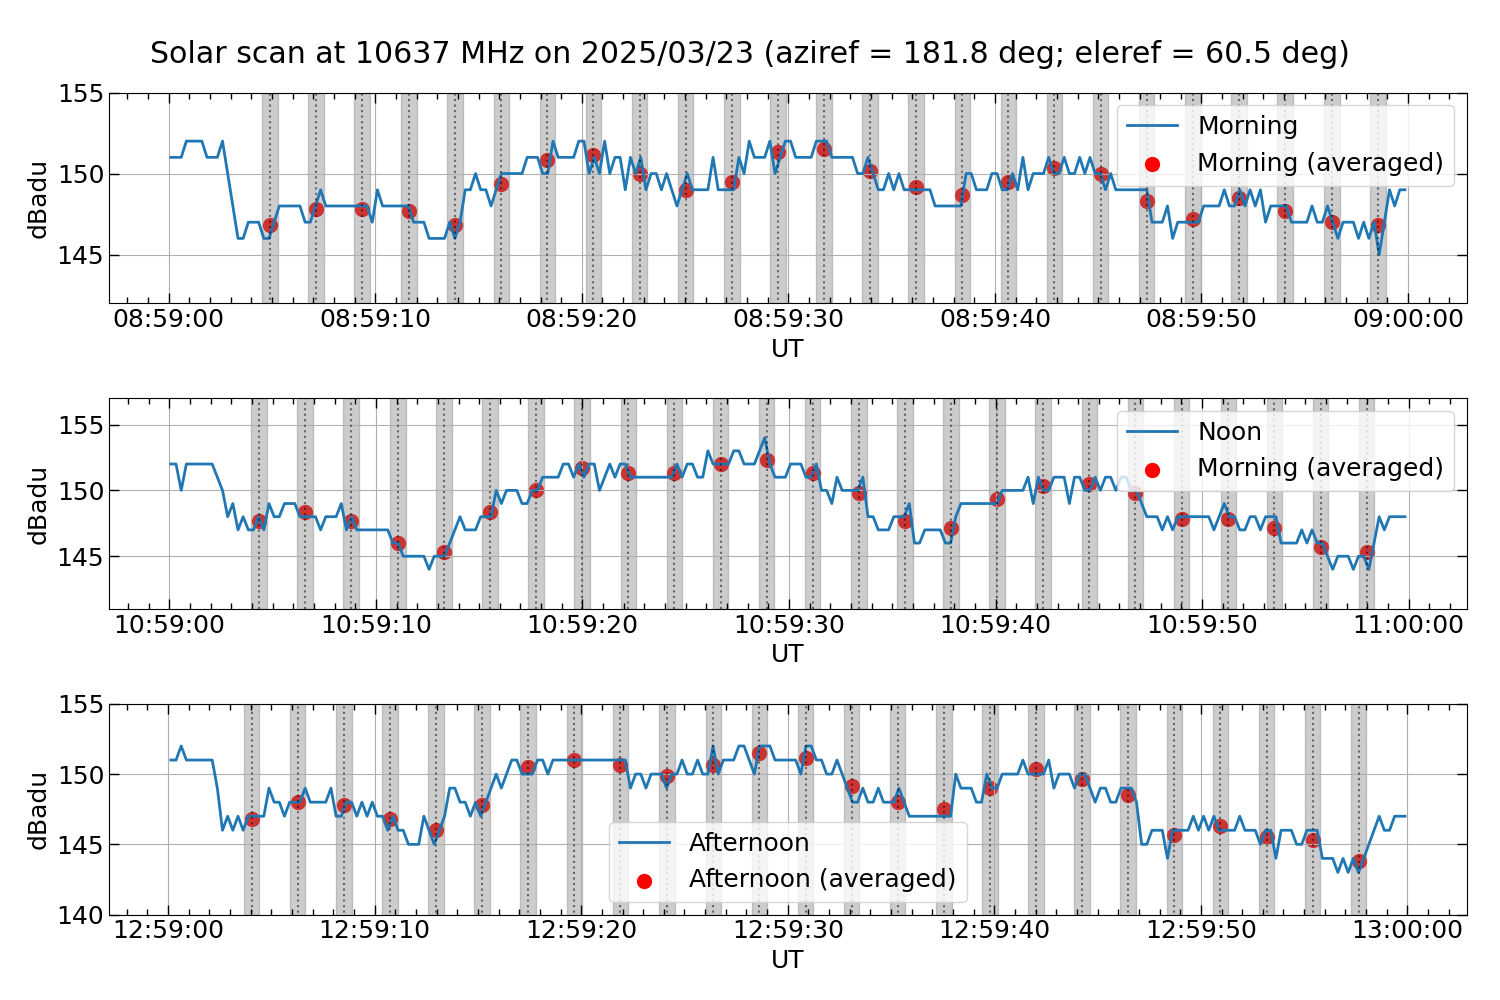 Solar scan at 10637 MHz on 2025/03/23 (aziref = 181.8 deg; eleref = 60.5 deg)
155
150
145
dBadu
Morning
Morning (averaged)
08:59:00 08:59:10 08:59:20 08:59:30 08:59:40 08:59:50 09:00:00
UT
155
150
145
dBadu
Noon
Morning (averaged)
10:59:00 10:59:10 10:59:20 10:59:30 10:59:40 10:59:50 11:00:00
UT
155
150
145
140
dBadu
Afternoon
Afternoon (averaged)
12:59:00 12:59:10 12:59:20 12:59:30 12:59:40 12:59:50 13:00:00
UT